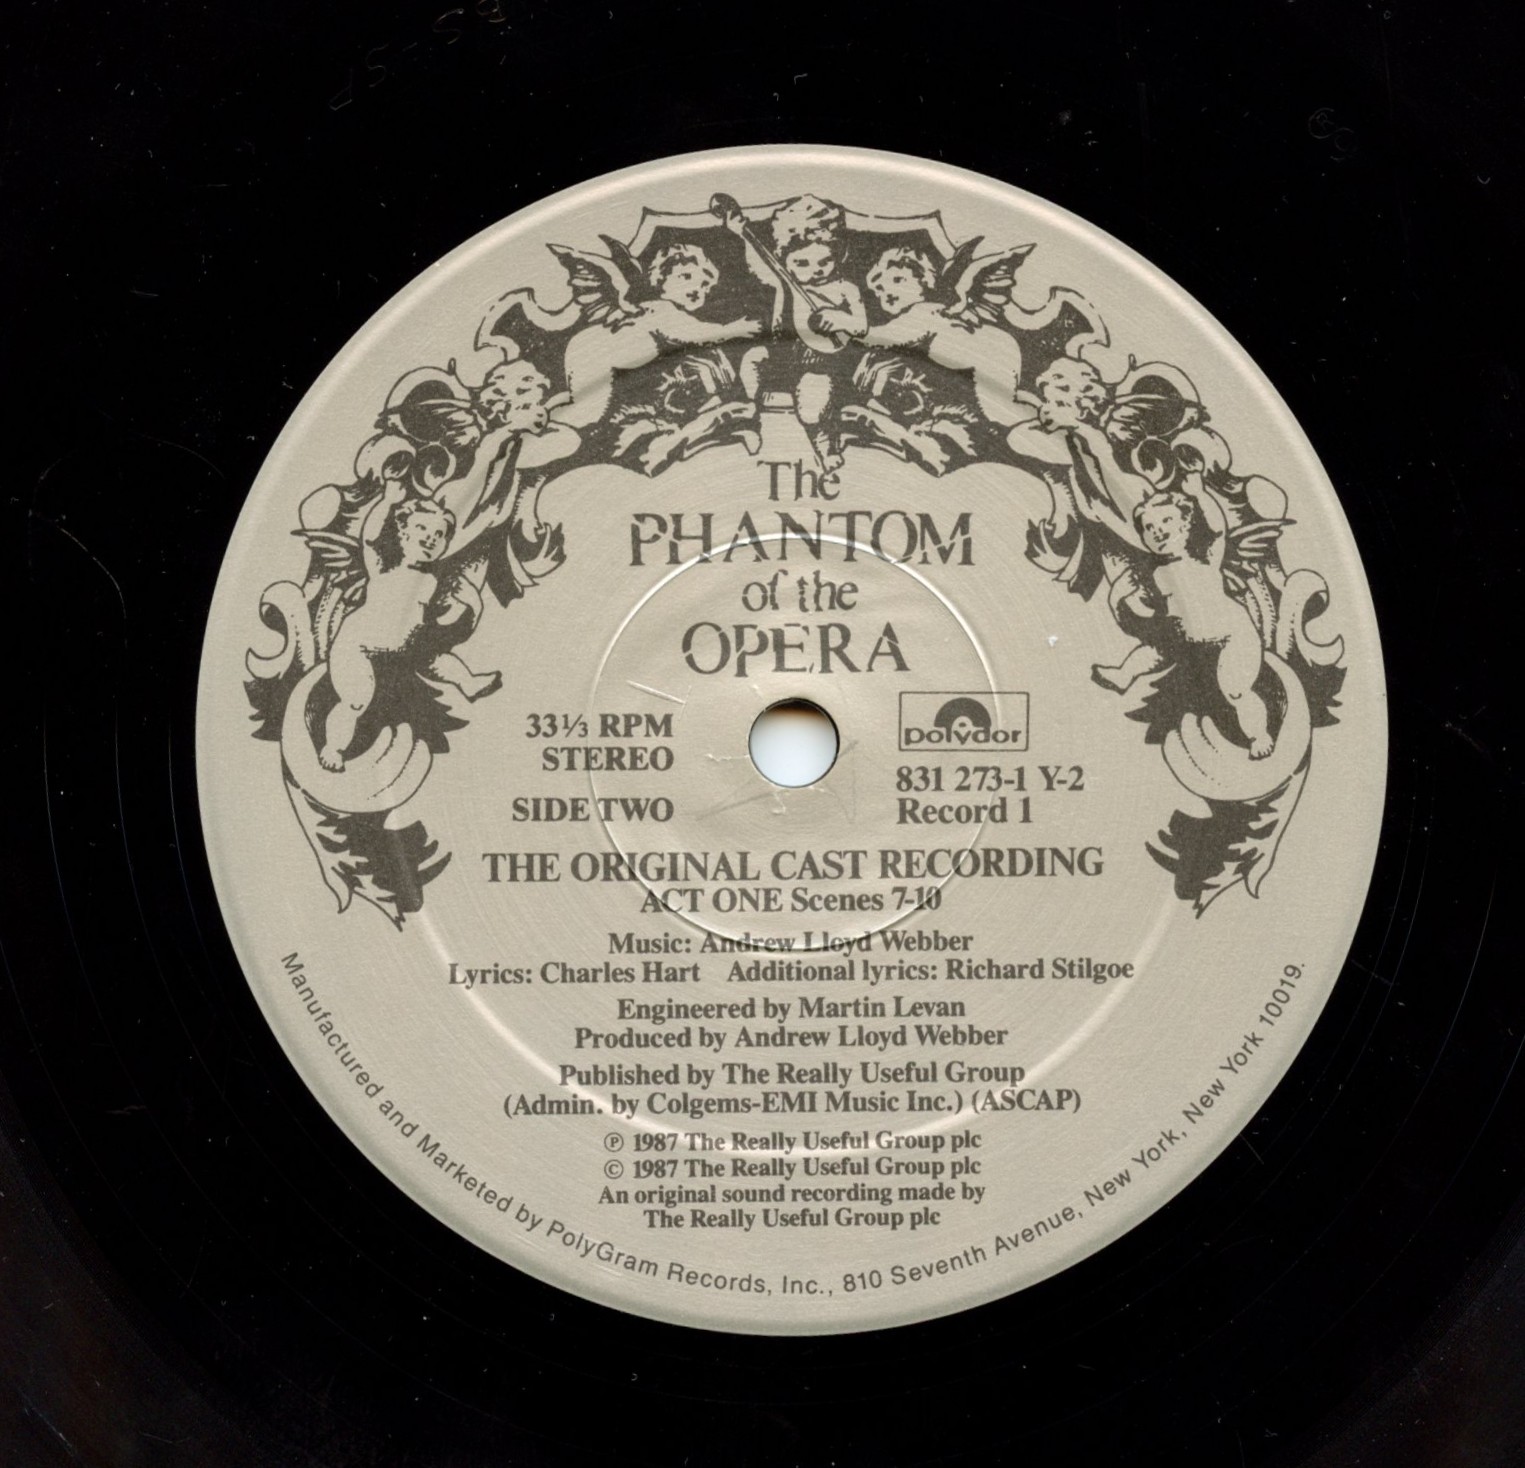 The
PHANTOM
of the
OPERA
33⅓ RPM
STEREO
SIDE TWO
polydor
831 273-1 Y-2
Record 1
THE ORIGINAL CAST RECORDING
ACT ONE Scenes 7-10
Music: Andrew Lloyd Webber
Lyrics: Charles Hart Additional lyrics: Richard Stilgoe
Engineered by Martin Levan
Produced by Andrew Lloyd Webber
Published by The Really Useful Group
(Admin. by Colgems-EMI Music Inc.) (ASCAP)
℗ 1987 The Really Useful Group plc
© 1987 The Really Useful Group plc
An original sound recording made by
The Really Useful Group plc
Manufactured and Marketed by PolyGram Records, Inc., 810 Seventh Avenue, New York, New York 10019.